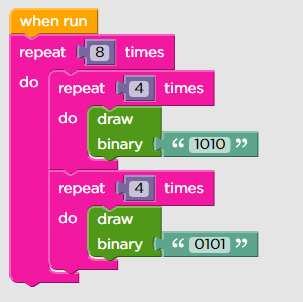 when run
repeat 8 times
do
repeat 4 times
do
draw
binary “ 1010 ”
repeat 4 times
do
draw
binary “ 0101 ”